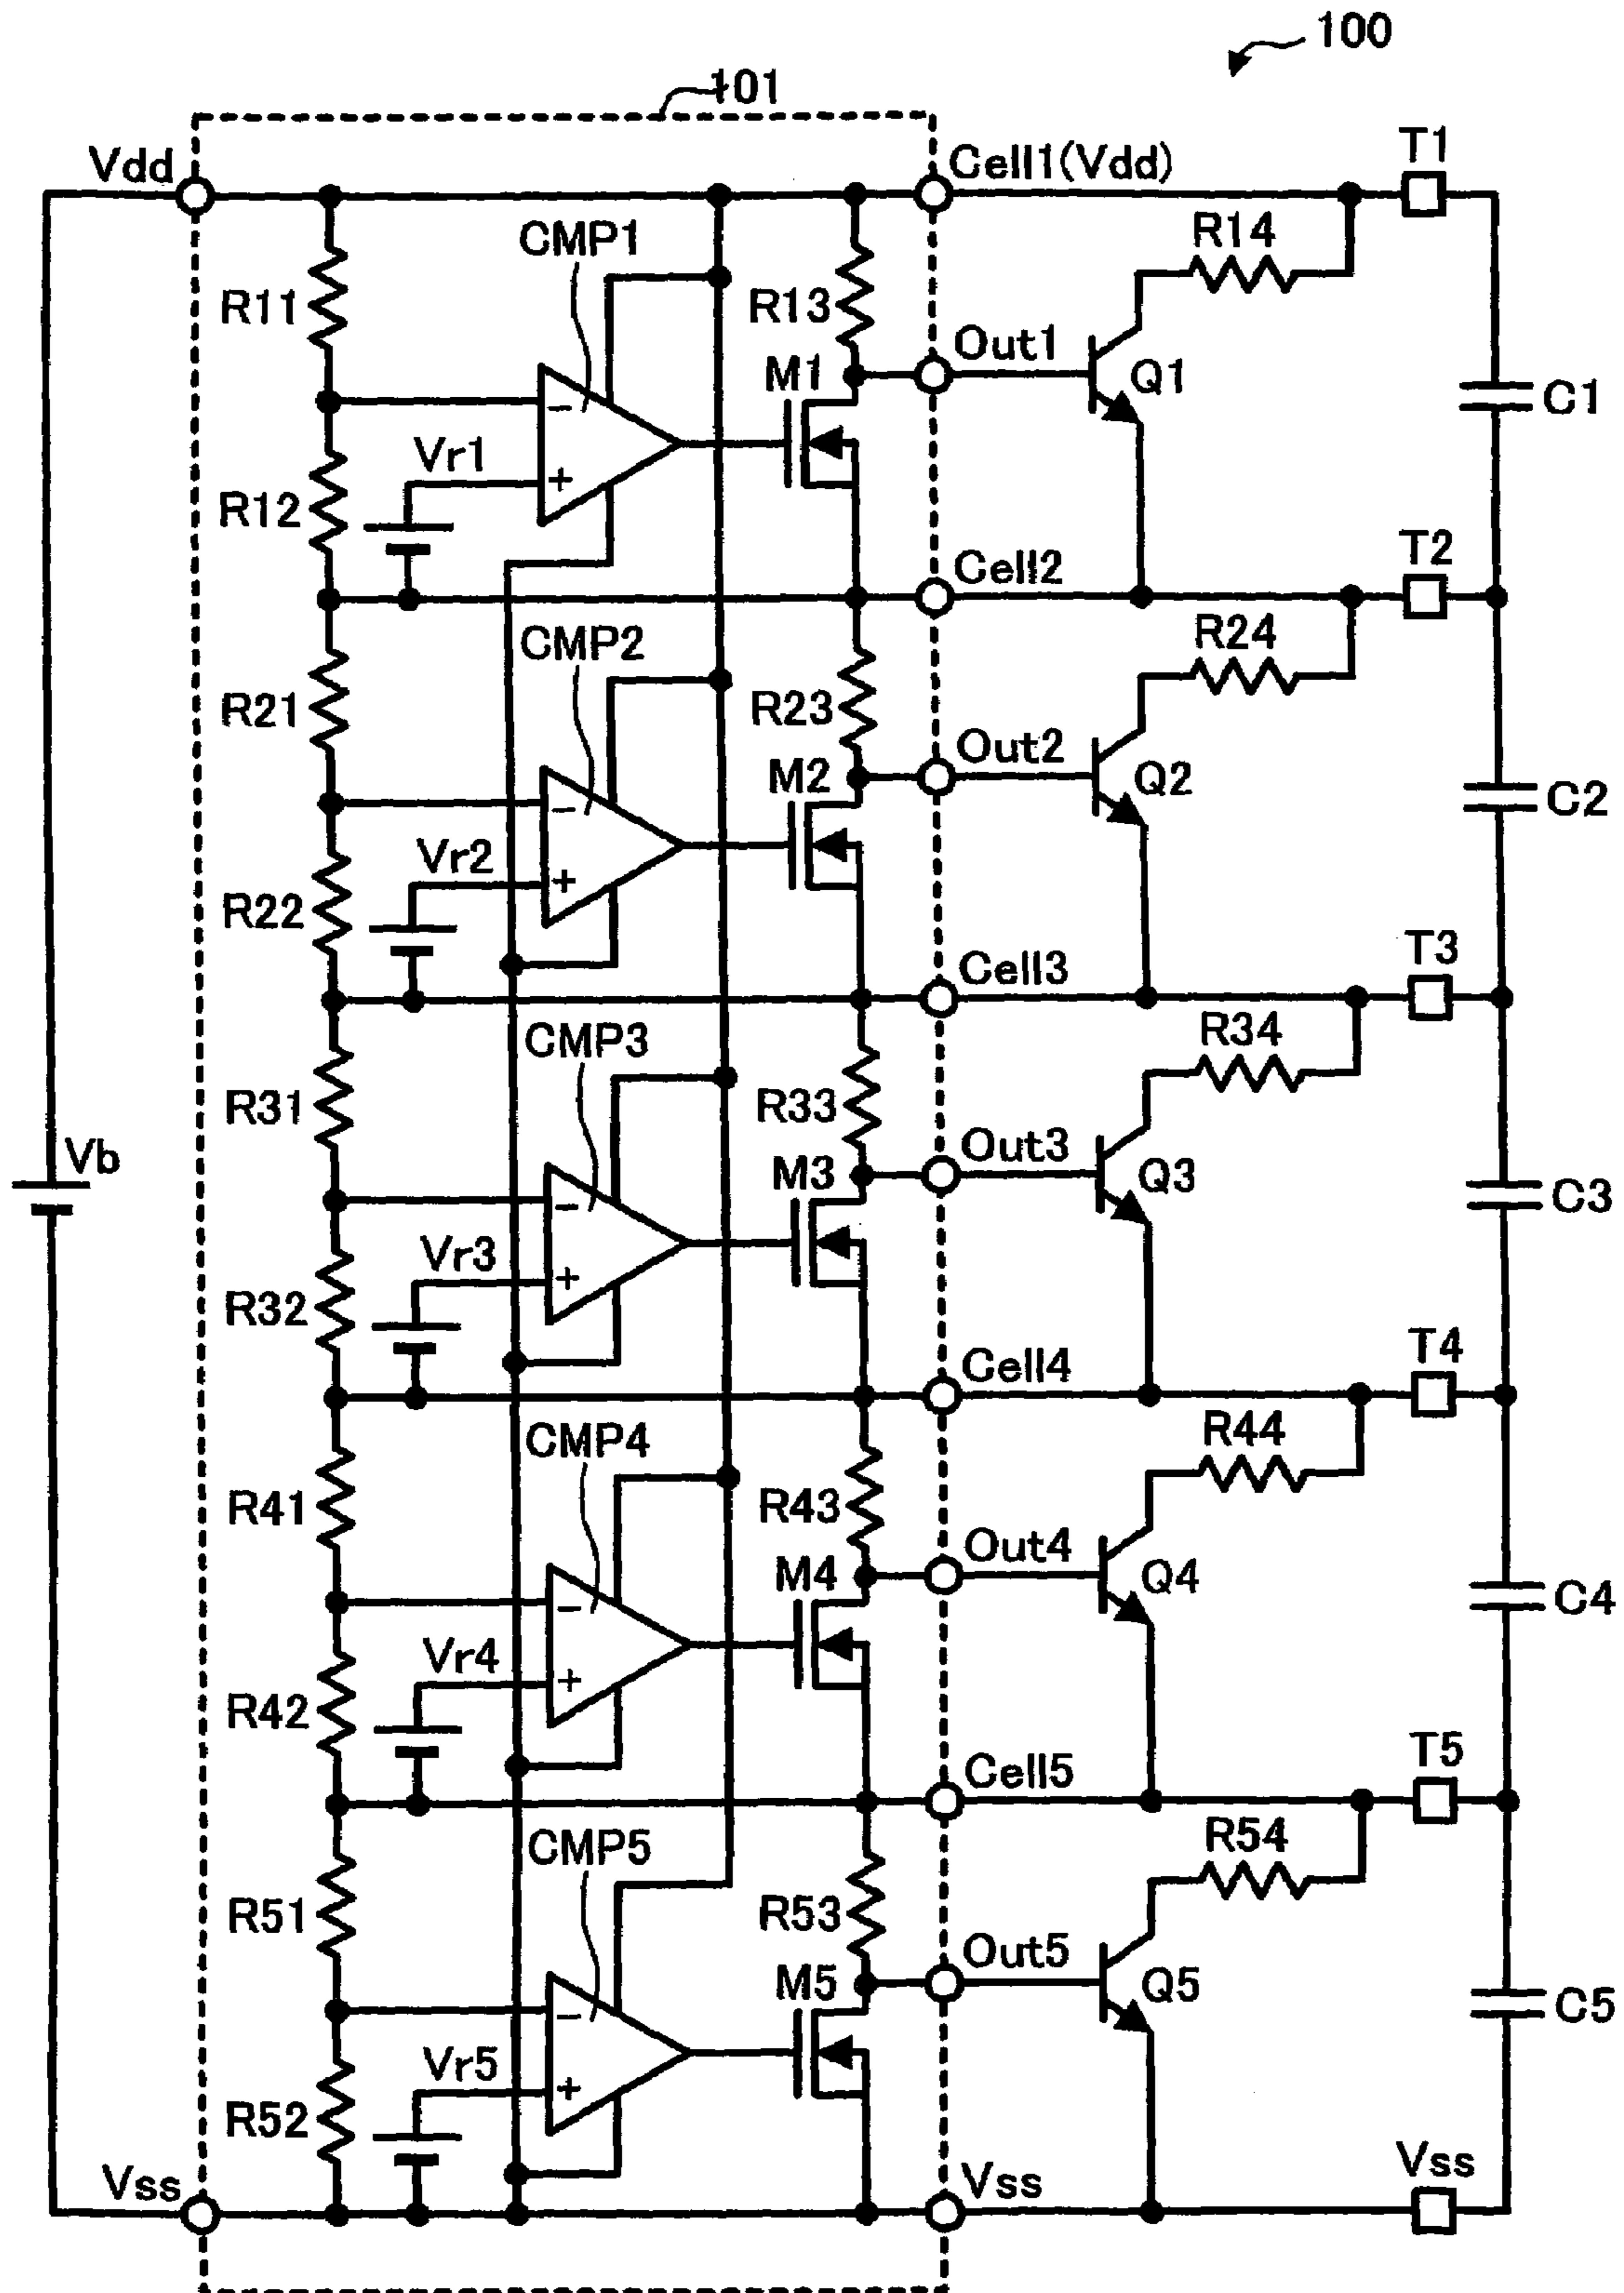 100
101
Vdd
Cell1(Vdd)
T1
CMP1
R14
R11
R13
Out1
M1
Q1
C1
Vr1
R12
Cell2
T2
CMP2
R24
R21
R23
Out2
M2
Q2
C2
Vr2
R22
Cell3
T3
CMP3
R34
R31
R33
Vb
Out3
M3
Q3
C3
Vr3
R32
Cell4
T4
CMP4
R44
R41
R43
Out4
M4
Q4
C4
Vr4
R42
Cell5
T5
CMP5
R54
R51
R53
Out5
M5
Q5
C5
Vr5
R52
Vss
Vss
Vss